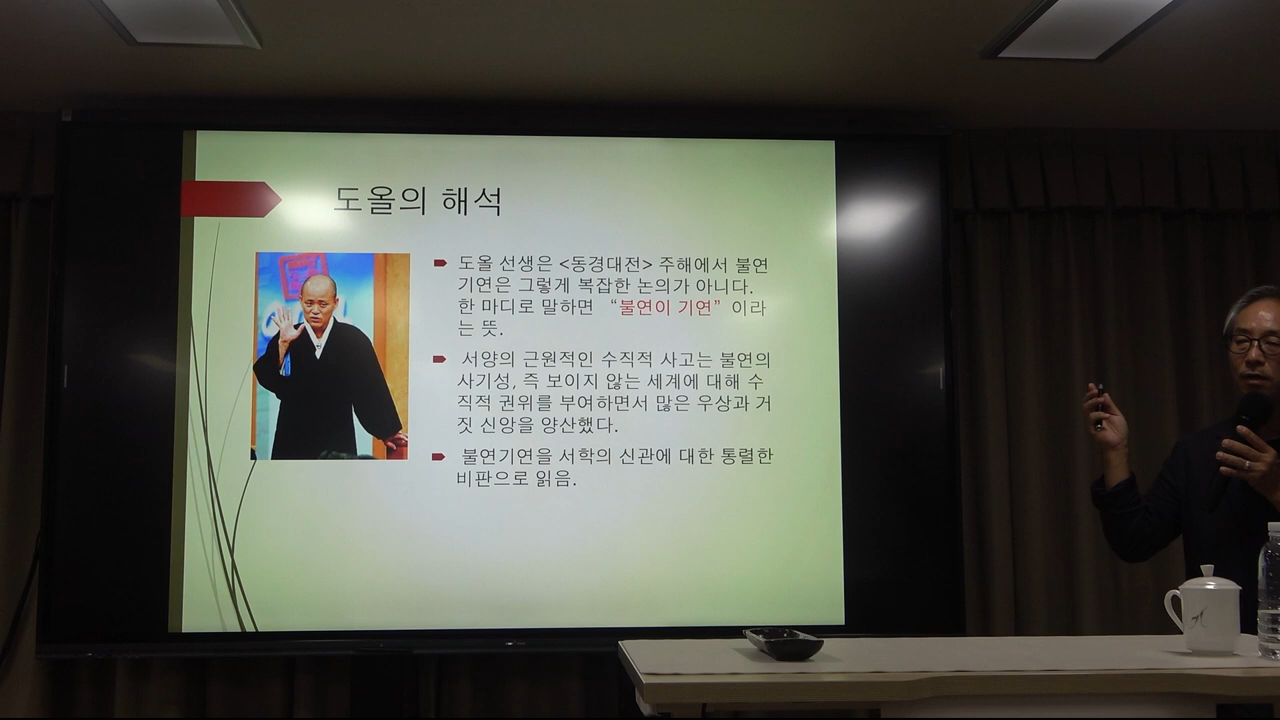 도올의 해석
도올 선생은 <동경대전> 주해에서 불연
기연은 그렇게 복잡한 논의가 아니다.
한 마디로 말하면 “불연이 기연” 이라
는 뜻.
서양의 근원적인 수직적 사고는 불연의
사기성, 즉 보이지 않는 세계에 대해 수
직적 권위를 부여하면서 많은 우상과 거
짓 신앙을 양산했다.
불연기연을 서학의 신관에 대한 통렬한
비판으로 읽음.